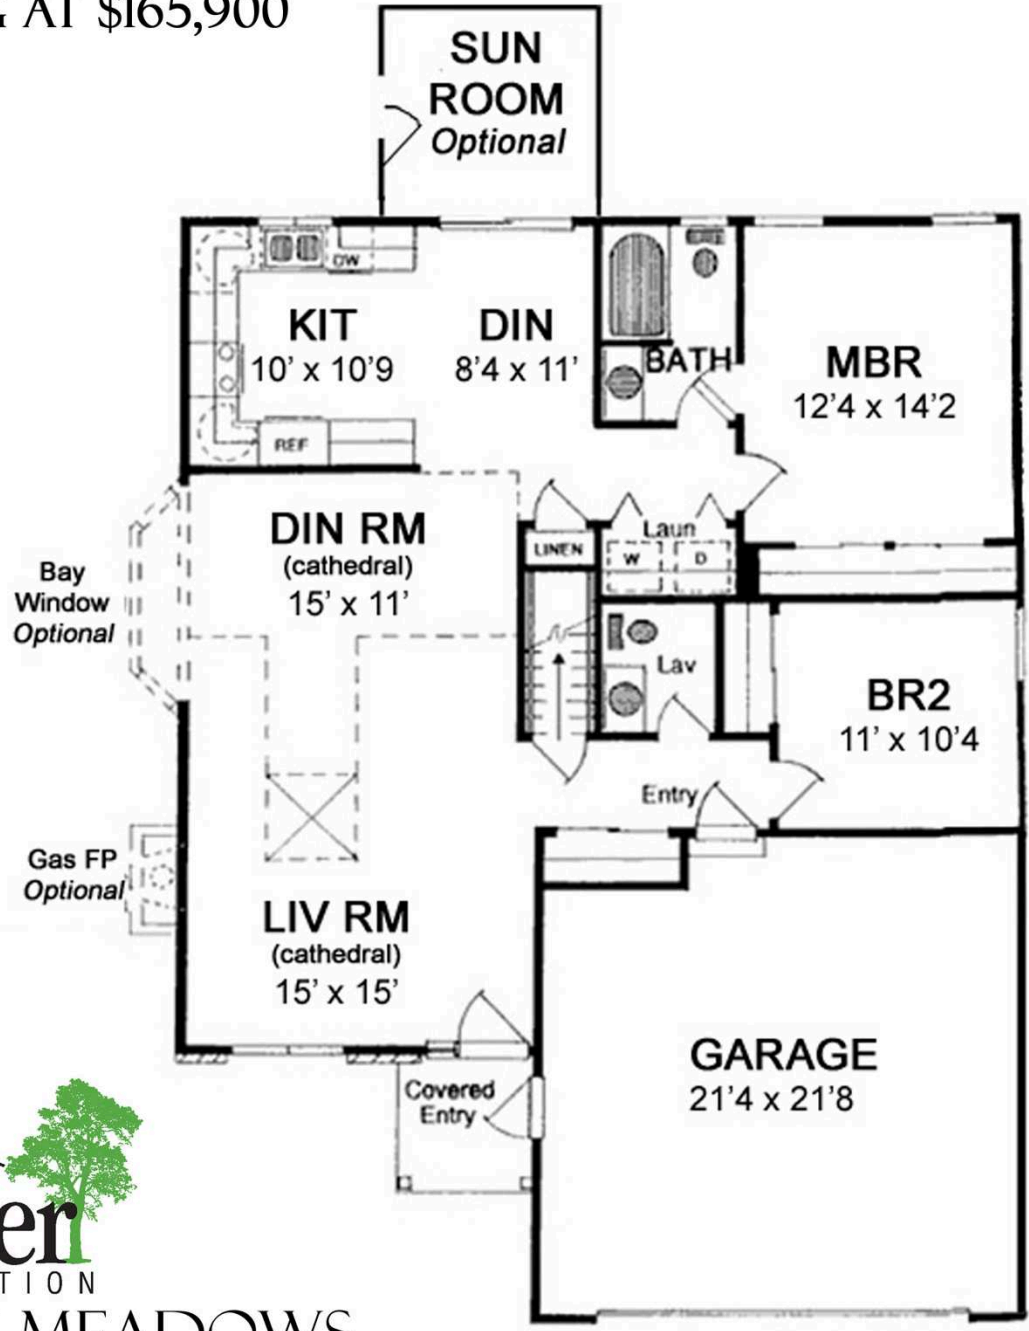 AT $165,900
SUN
ROOM
Optional
DW
KIT
10' x 10'9
DIN
8'4 x 11'
BATH
MBR
12'4 x 14'2
REF
DIN RM
(cathedral)
15' x 11'
LINEN
Laun
W
D
Bay
Window
Optional
Lav
BR2
11' x 10'4
Entry
Gas FP
Optional
LIV RM
(cathedral)
15' x 15'
GARAGE
21'4 x 21'8
Covered
Entry
er
TION
MEADOWS